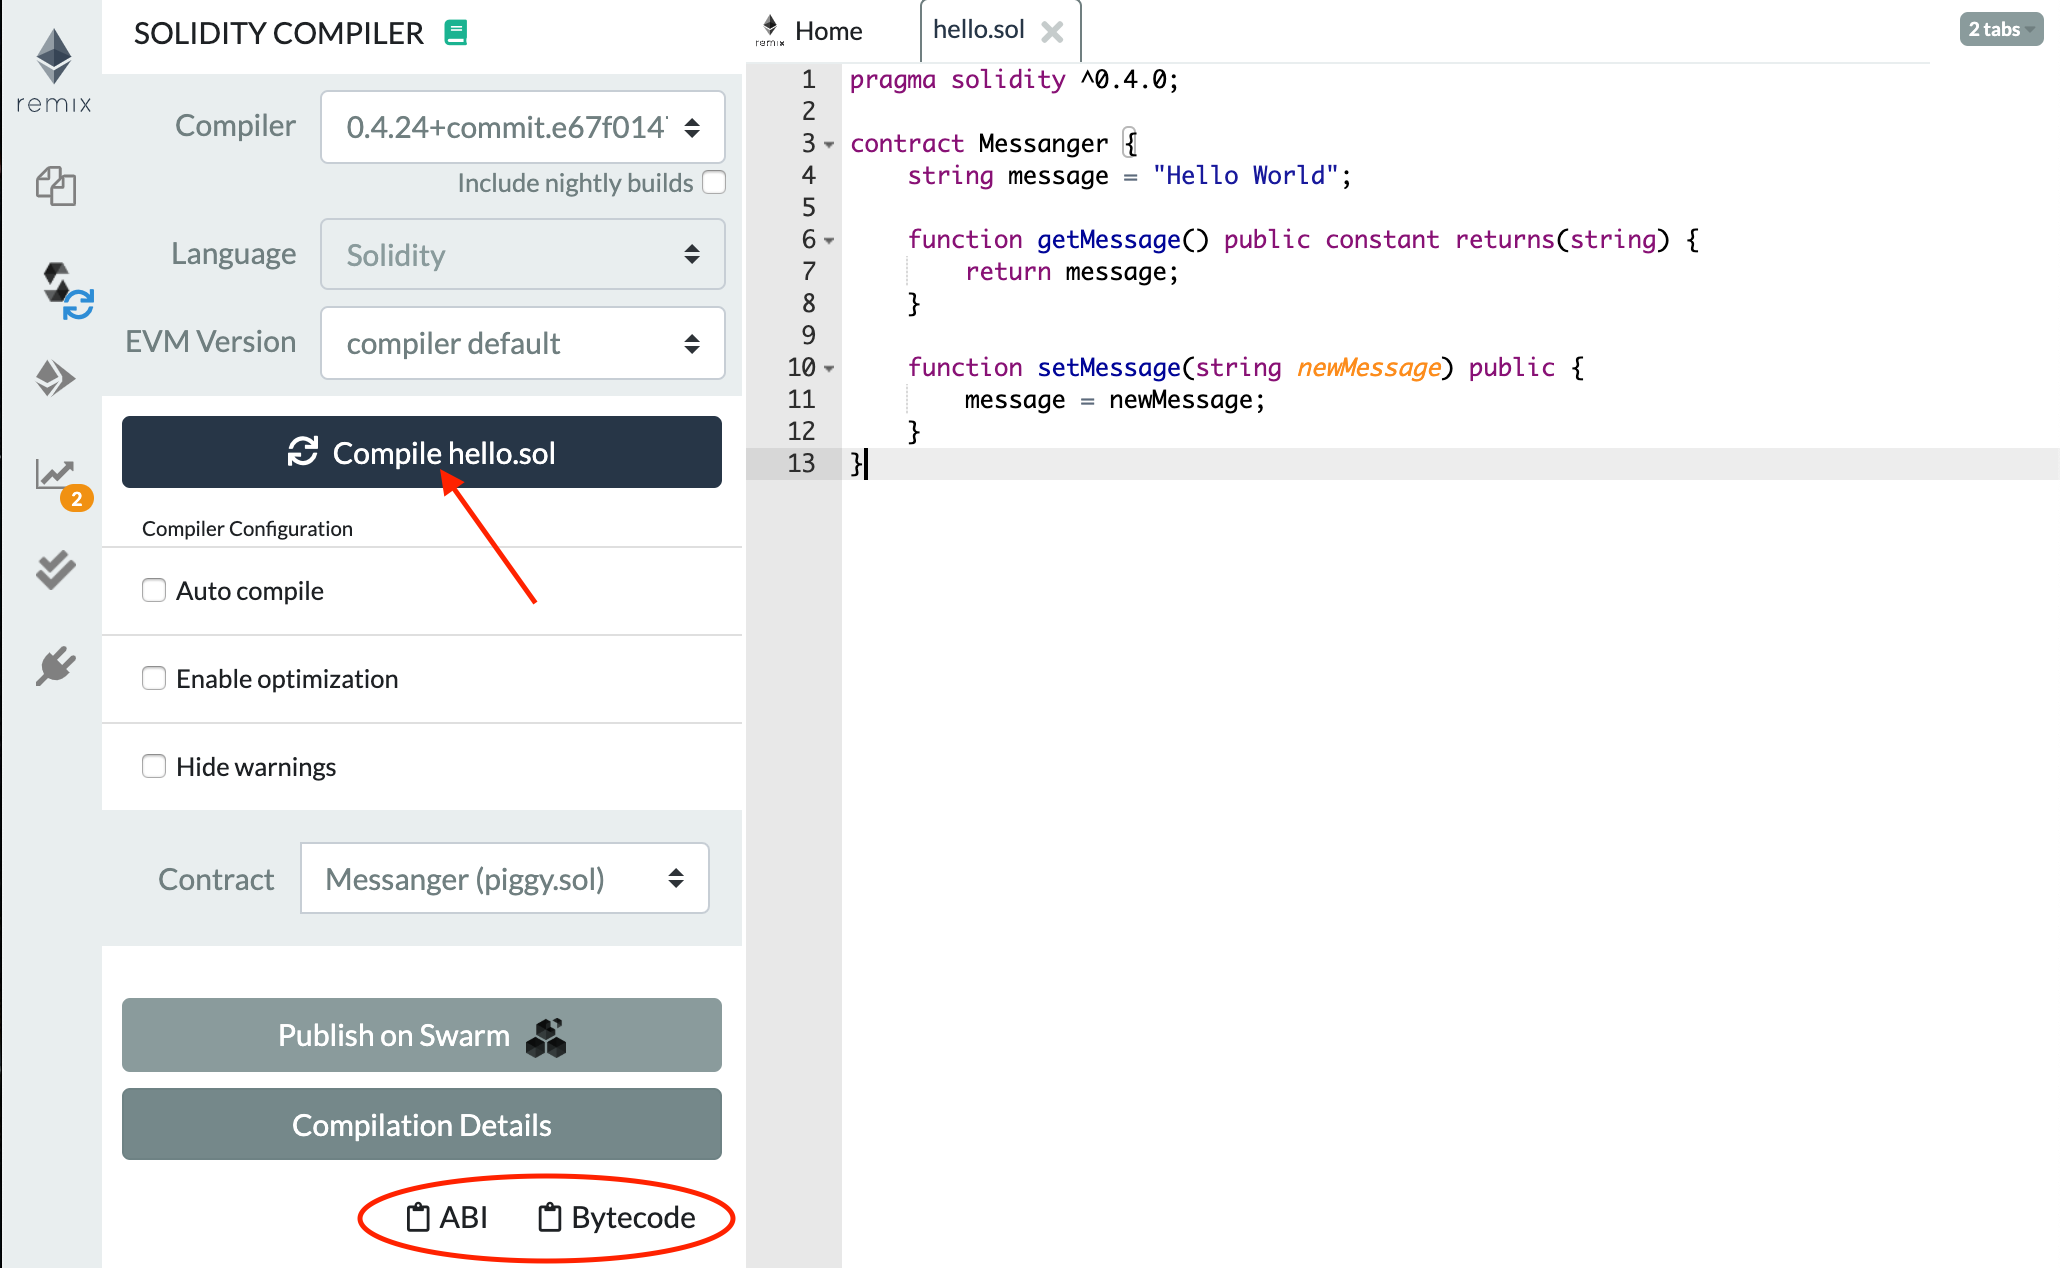 remix
SOLIDITY COMPILER
Compiler
0.4.24+commit.e67f014
Include nightly builds
Language
Solidity
EVM Version
compiler default
Compile hello.sol
Compiler Configuration
Auto compile
Enable optimization
Hide warnings
Contract
Messanger (piggy.sol)
Publish on Swarm
Compilation Details
ABI
Bytecode
2
remix
Home
hello.sol
2 tabs
1 pragma solidity ^0.4.0;
2
3 contract Messanger {
4     string message = "Hello World";
5
6     function getMessage() public constant returns(string) {
7         return message;
8     }
9
10     function setMessage(string newMessage) public {
11         message = newMessage;
12     }
13 }